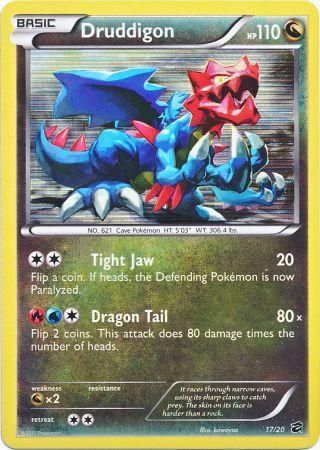 BASIC
Druddigon
HP110
NO. 621 Cave Pokémon HT: 5'03" WT: 306.4 lbs.
Tight Jaw 20
Flip a coin. If heads, the Defending Pokémon is now
Paralyzed.
Dragon Tail 80×
Flip 2 coins. This attack does 80 damage times the
number of heads.
weakness resistance
×2
retreat
It races through narrow caves,
using its sharp claws to catch
prey. The skin on its face is
harder than a rock.
Illus. kawayoo
17/20